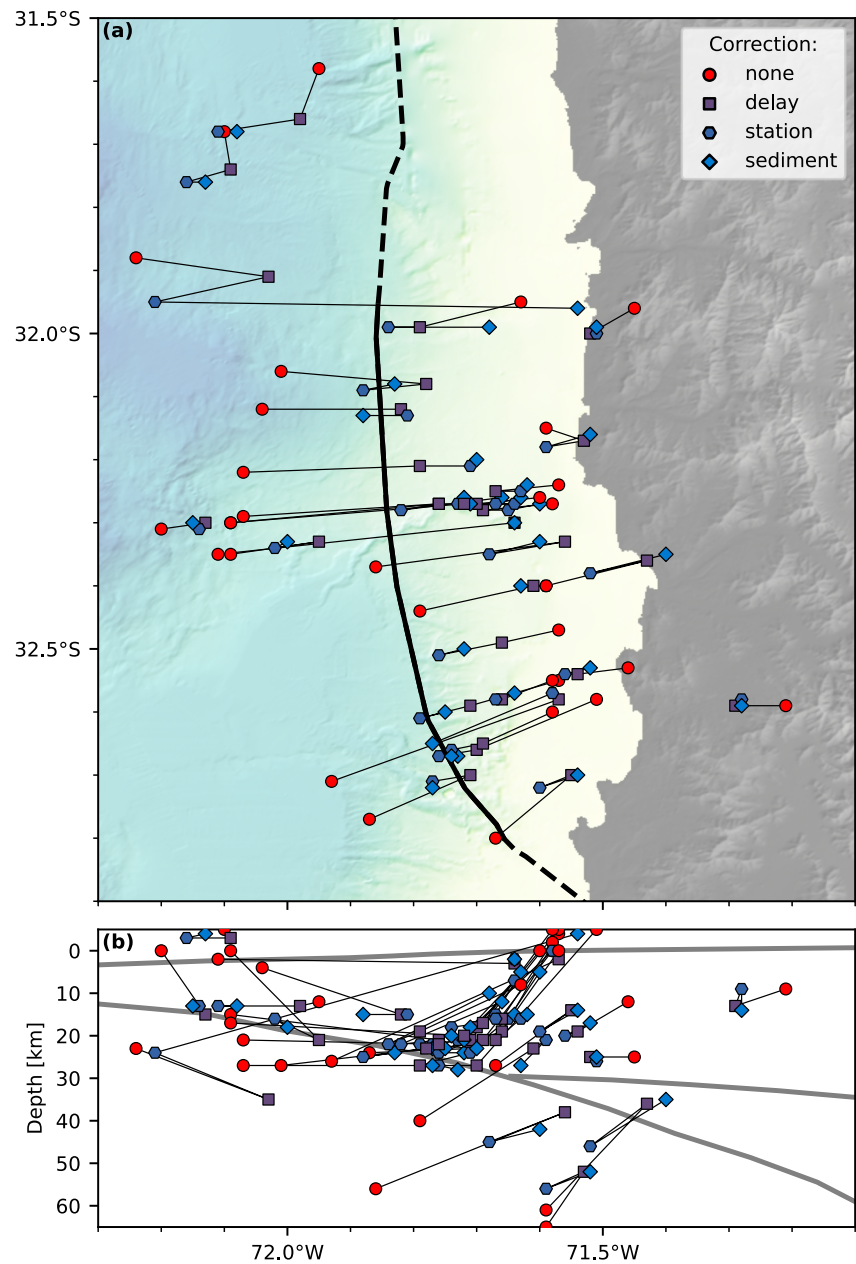 31.5°S
(a)
Correction:
none
delay
station
sediment
32.0°S
32.5°S
(b)
0
10
20
30
40
50
60
Depth [km]
72.0°W
71.5°W